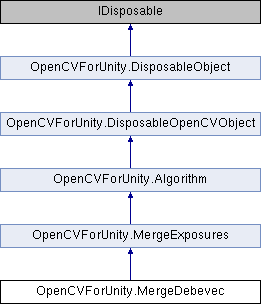 IDisposable
OpenCVForUnity.DisposableObject
OpenCVForUnity.DisposableOpenCVObject
OpenCVForUnity.Algorithm
OpenCVForUnity.MergeExposures
OpenCVForUnity.MergeDebevec